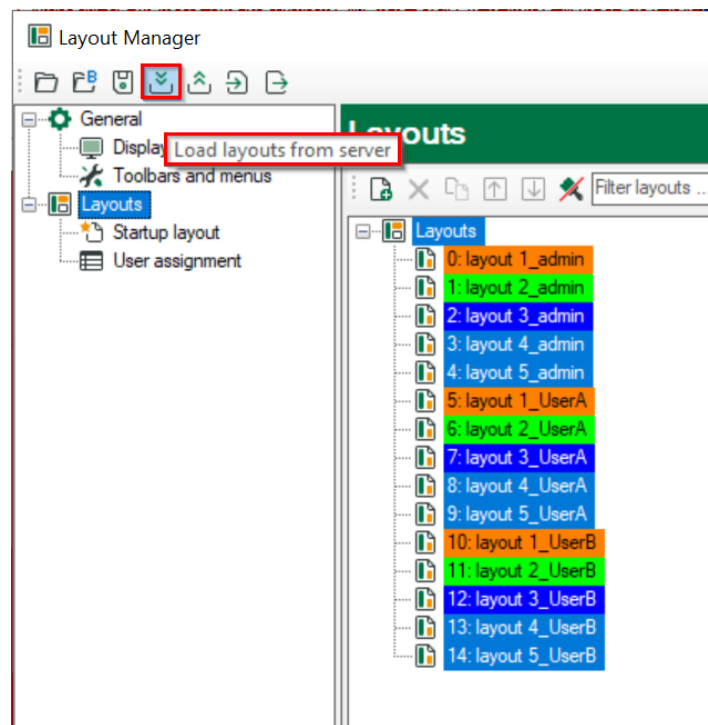 Layout Manager
B
General
Display
Load layouts from server
Toolbars and menus
Layouts
Startup layout
User assignment
Layouts
Filter layouts ...
Layouts
0: layout 1_admin
1: layout 2_admin
2: layout 3_admin
3: layout 4_admin
4: layout 5_admin
5: layout 1_UserA
6: layout 2_UserA
7: layout 3_UserA
8: layout 4_UserA
9: layout 5_UserA
10: layout 1_UserB
11: layout 2_UserB
12: layout 3_UserB
13: layout 4_UserB
14: layout 5_UserB